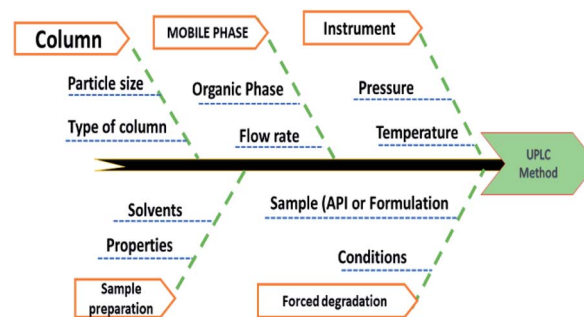 Column
MOBILE PHASE
Instrument
Particle size
Organic Phase
Pressure
Type of column
Flow rate
Temperature
UPLC
Method
Solvents
Sample (API or Formulation
Properties
Conditions
Sample
preparation
Forced degradation